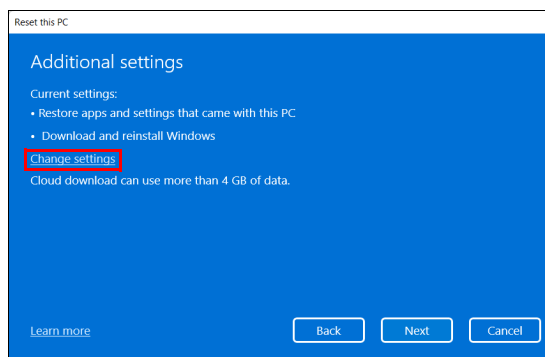 Reset this PC
Additional settings
Current settings:
• Restore apps and settings that came with this PC
• Download and reinstall Windows
Change settings
Cloud download can use more than 4 GB of data.
Learn more
Back
Next
Cancel